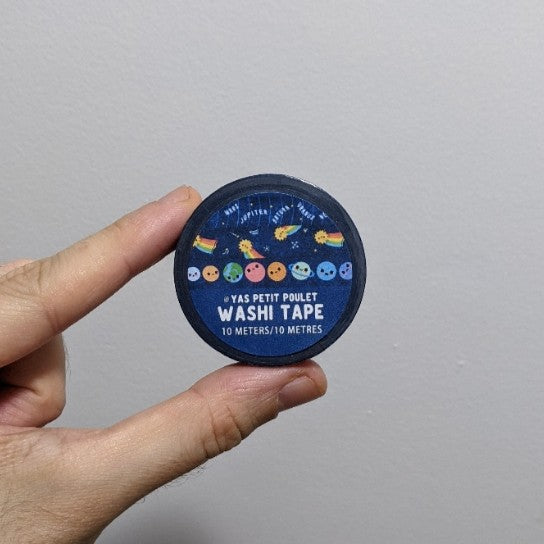 MARS JUPITER SATURN URANUS N
@ YAS PETIT POULET
WASHI TAPE
10 METERS/10 METRES